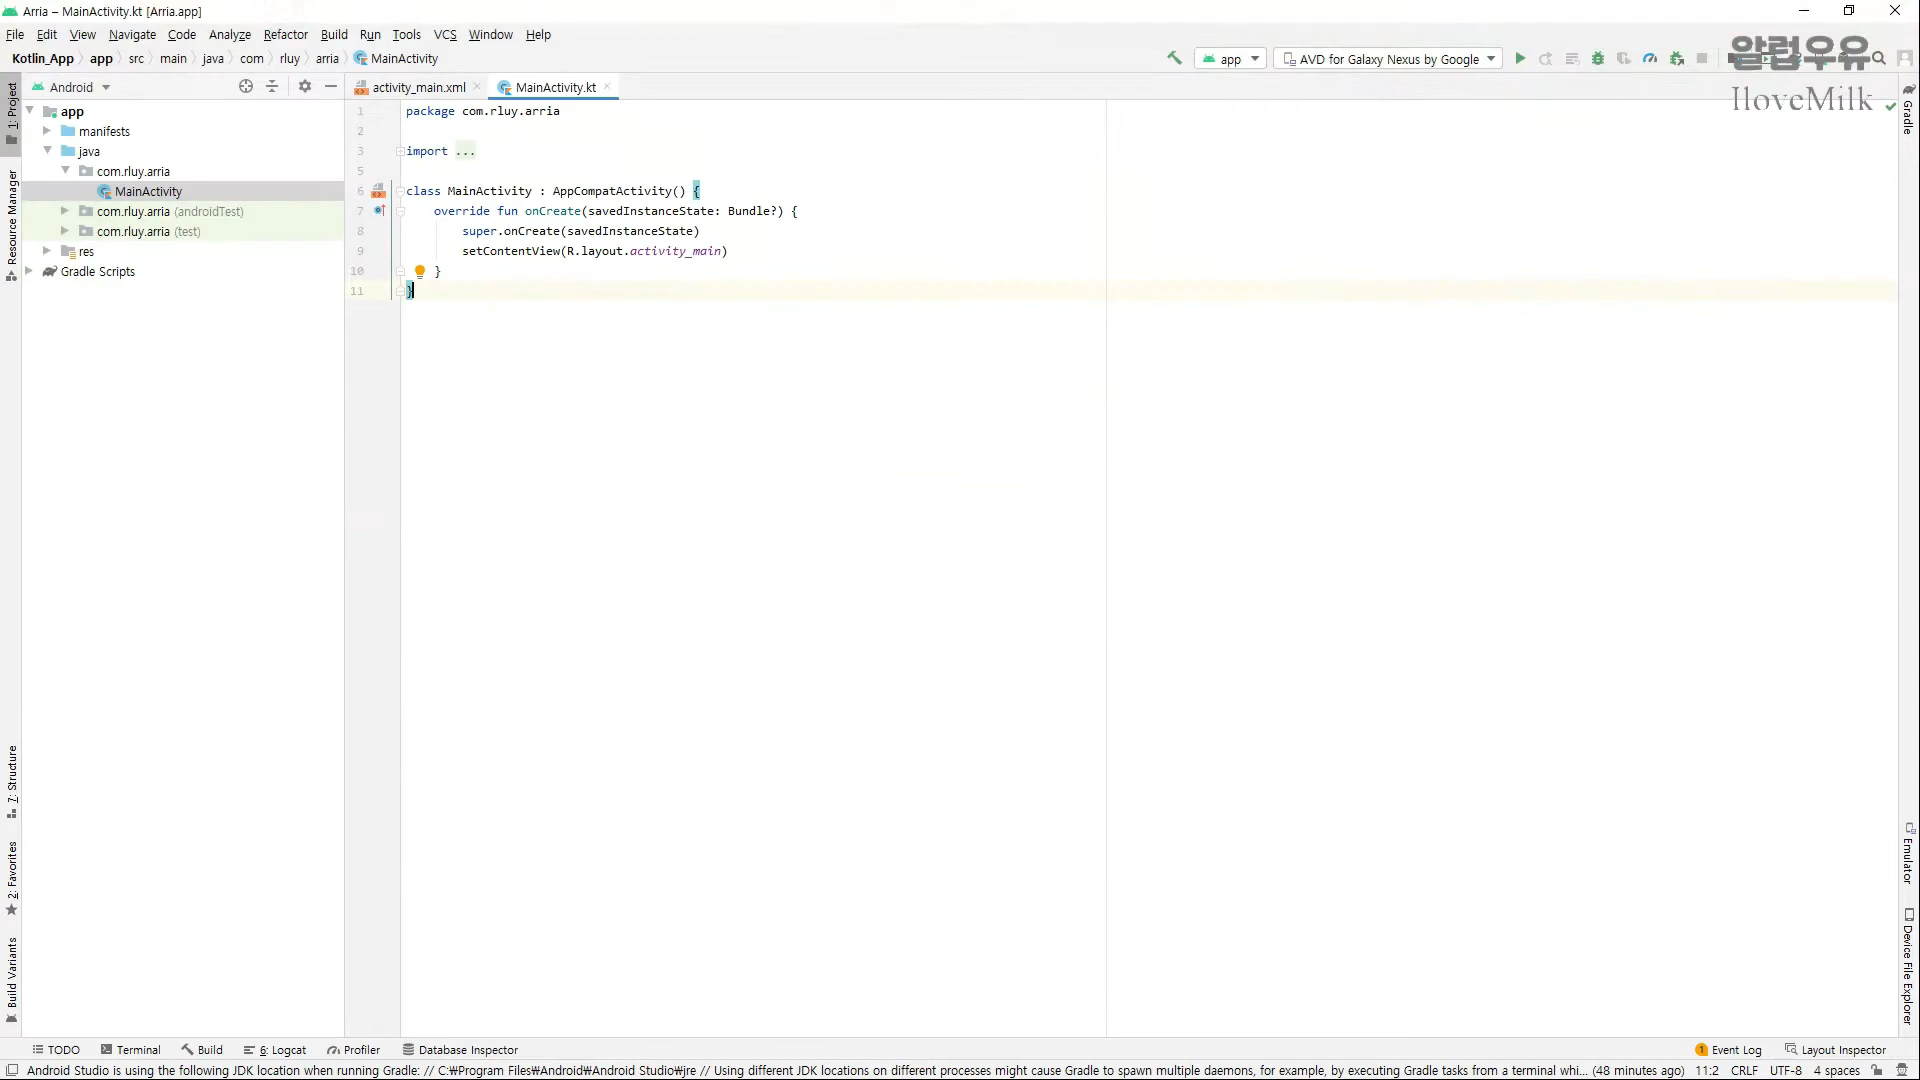 Arria – MainActivity.kt [Arria.app]
File Edit View Navigate Code Analyze Refactor Build Run Tools VCS Window Help
Kotlin_App app src main java com rluy arria MainActivity
app AVD for Galaxy Nexus by Google
알럽우유
IloveMilk
1: Project
Resource Manager
7: Structure
2: Favorites
Build Variants
Android
app
manifests
java
com.rluy.arria
MainActivity
com.rluy.arria (androidTest)
com.rluy.arria (test)
res
Gradle Scripts
activity_main.xml MainActivity.kt
1 package com.rluy.arria
2
3 import ...
5
6 class MainActivity : AppCompatActivity() {
7 override fun onCreate(savedInstanceState: Bundle?) {
8 super.onCreate(savedInstanceState)
9 setContentView(R.layout.activity_main)
10 }
11 }
Gradle
Emulator
Device File Explorer
TODO Terminal Build 6: Logcat Profiler Database Inspector
1 Event Log Layout Inspector
Android Studio is using the following JDK location when running Gradle: // C:₩Program Files₩Android₩Android Studio₩jre // Using different JDK locations on different processes might cause Gradle to spawn multiple daemons, for example, by executing Gradle tasks from a terminal whi... (48 minutes ago) 11:2 CRLF UTF-8 4 spaces